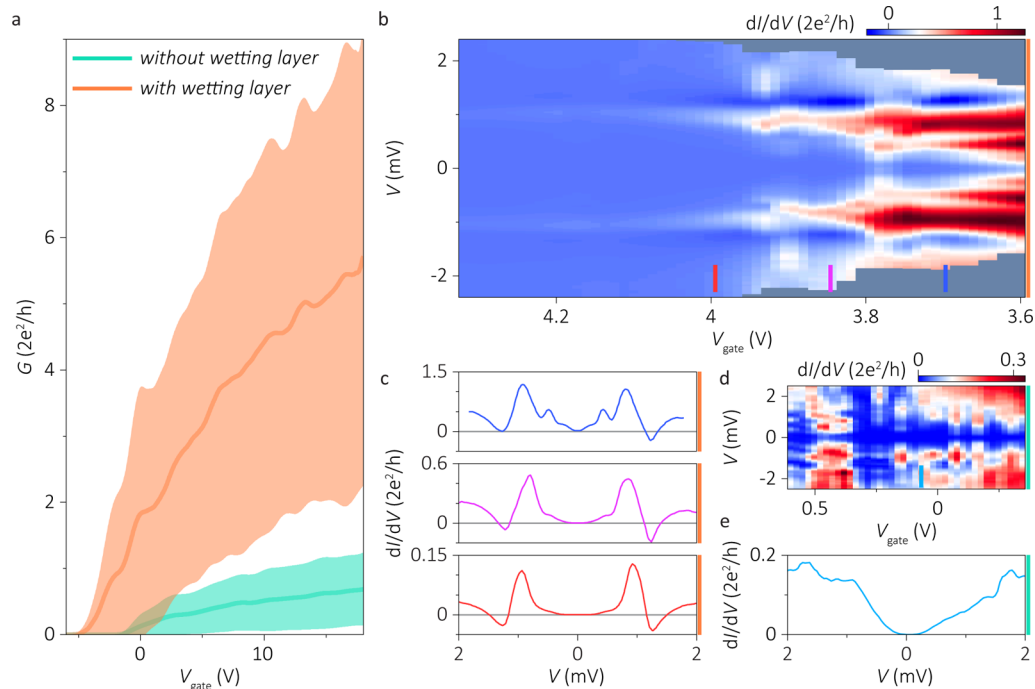 a
G (2e²/h)
8
6
4
2
0
without wetting layer
with wetting layer
0
10
V_gate (V)
b
dI/dV (2e²/h)
0
1
V (mV)
2
0
-2
4.2
4
3.8
3.6
V_gate (V)
c
dI/dV (2e²/h)
1.5
0
0.6
0
0.15
0
2
0
2
V (mV)
d
dI/dV (2e²/h)
0
0.3
V (mV)
2
0
-2
0.5
0
V_gate (V)
e
dI/dV (2e²/h)
0.2
0
2
0
2
V (mV)